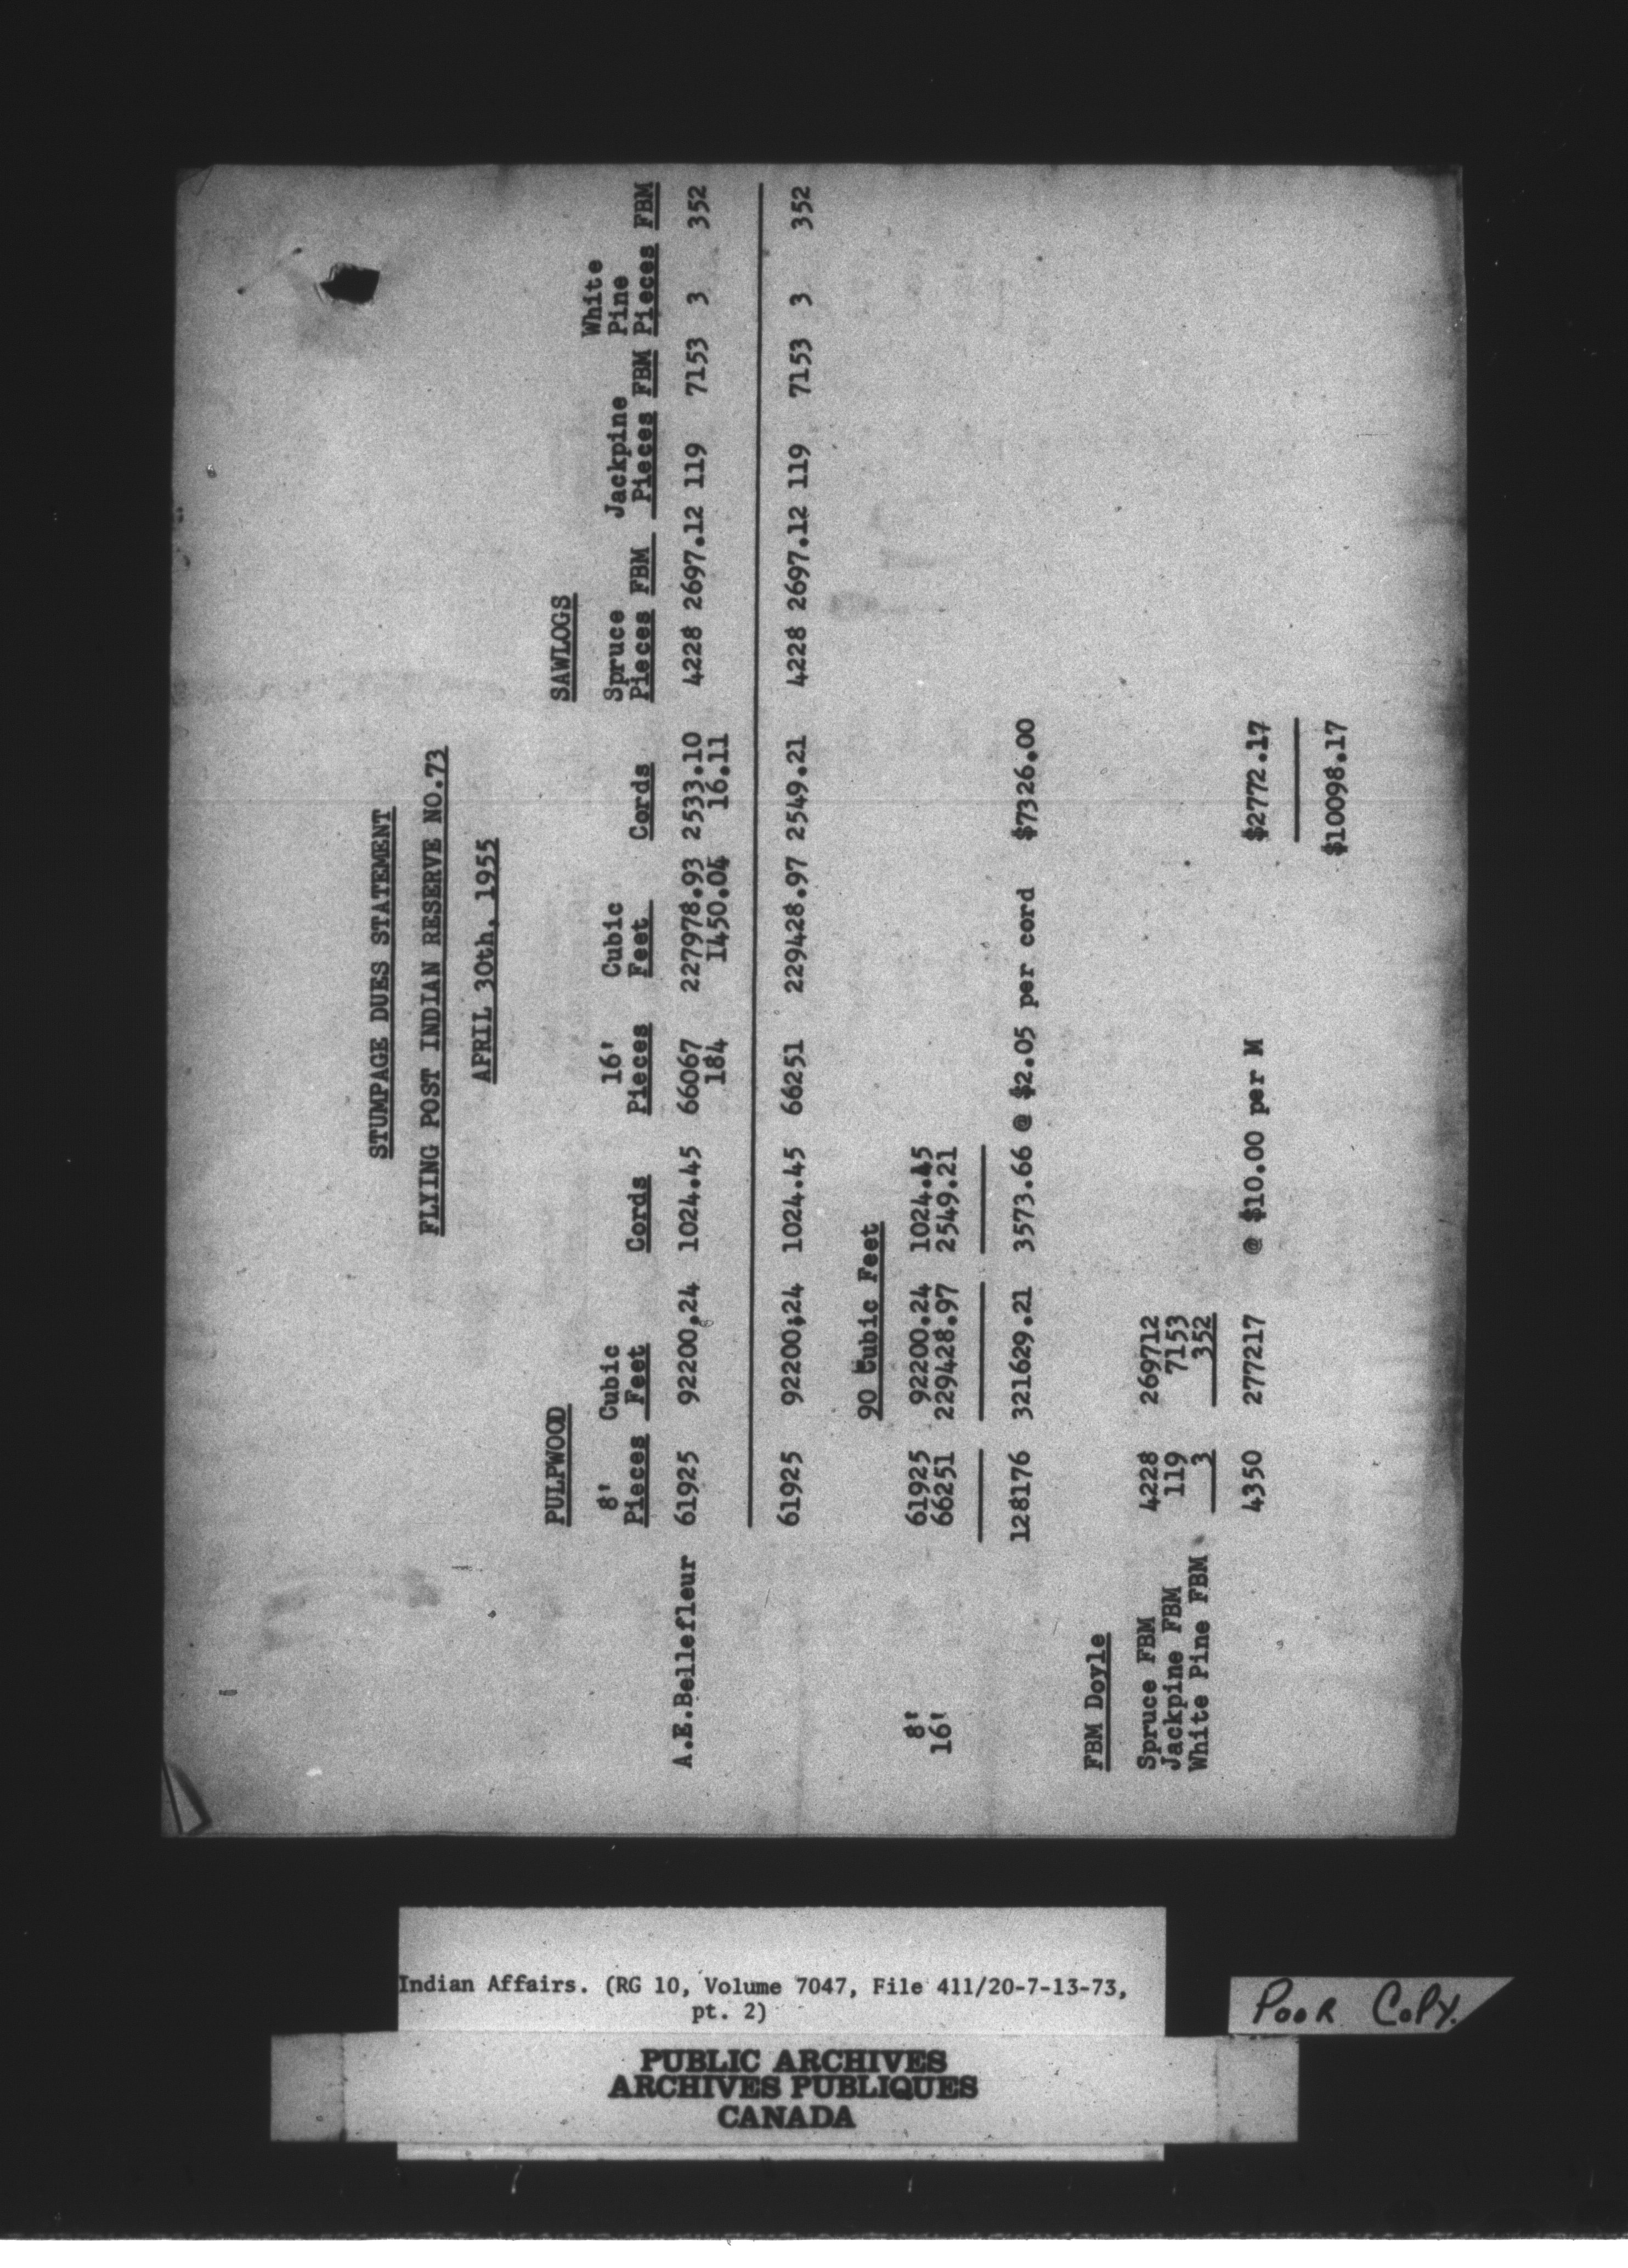 STUMPAGE DUES STATEMENT
FLYING POST INDIAN RESERVE NO.73
APRIL 30th, 1955
PULPWOOD SAWLOGS
White
8' Cubic 16' Cubic Spruce Jackpine Pine
Pieces Feet Cords Pieces Feet Cords Pieces FBM Pieces FBM Pieces FBM
A.E.Bellefleur 61925 92200.24 1024.45 66067 227978.93 2533.10 4228 2697.12 119 7153 3 352
184 1450.04 16.11
61925 92200.24 1024.45 66251 229428.97 2549.21 4228 2697.12 119 7153 3 352
90 Cubic Feet
8' 61925 92200.24 1024.45
16' 66251 229428.97 2549.21
128176 321629.21 3573.66 @ $2.05 per cord $7326.00
FBM Doyle
Spruce FBM 4228 269712
Jackpine FBM 119 7153
White Pine FBM 3 352
4350 277217 @ $10.00 per M $2772.17
$10098.17
Indian Affairs. (RG 10, Volume 7047, File 411/20-7-13-73,
pt. 2)
POOR COPY.
PUBLIC ARCHIVES
ARCHIVES PUBLIQUES
CANADA